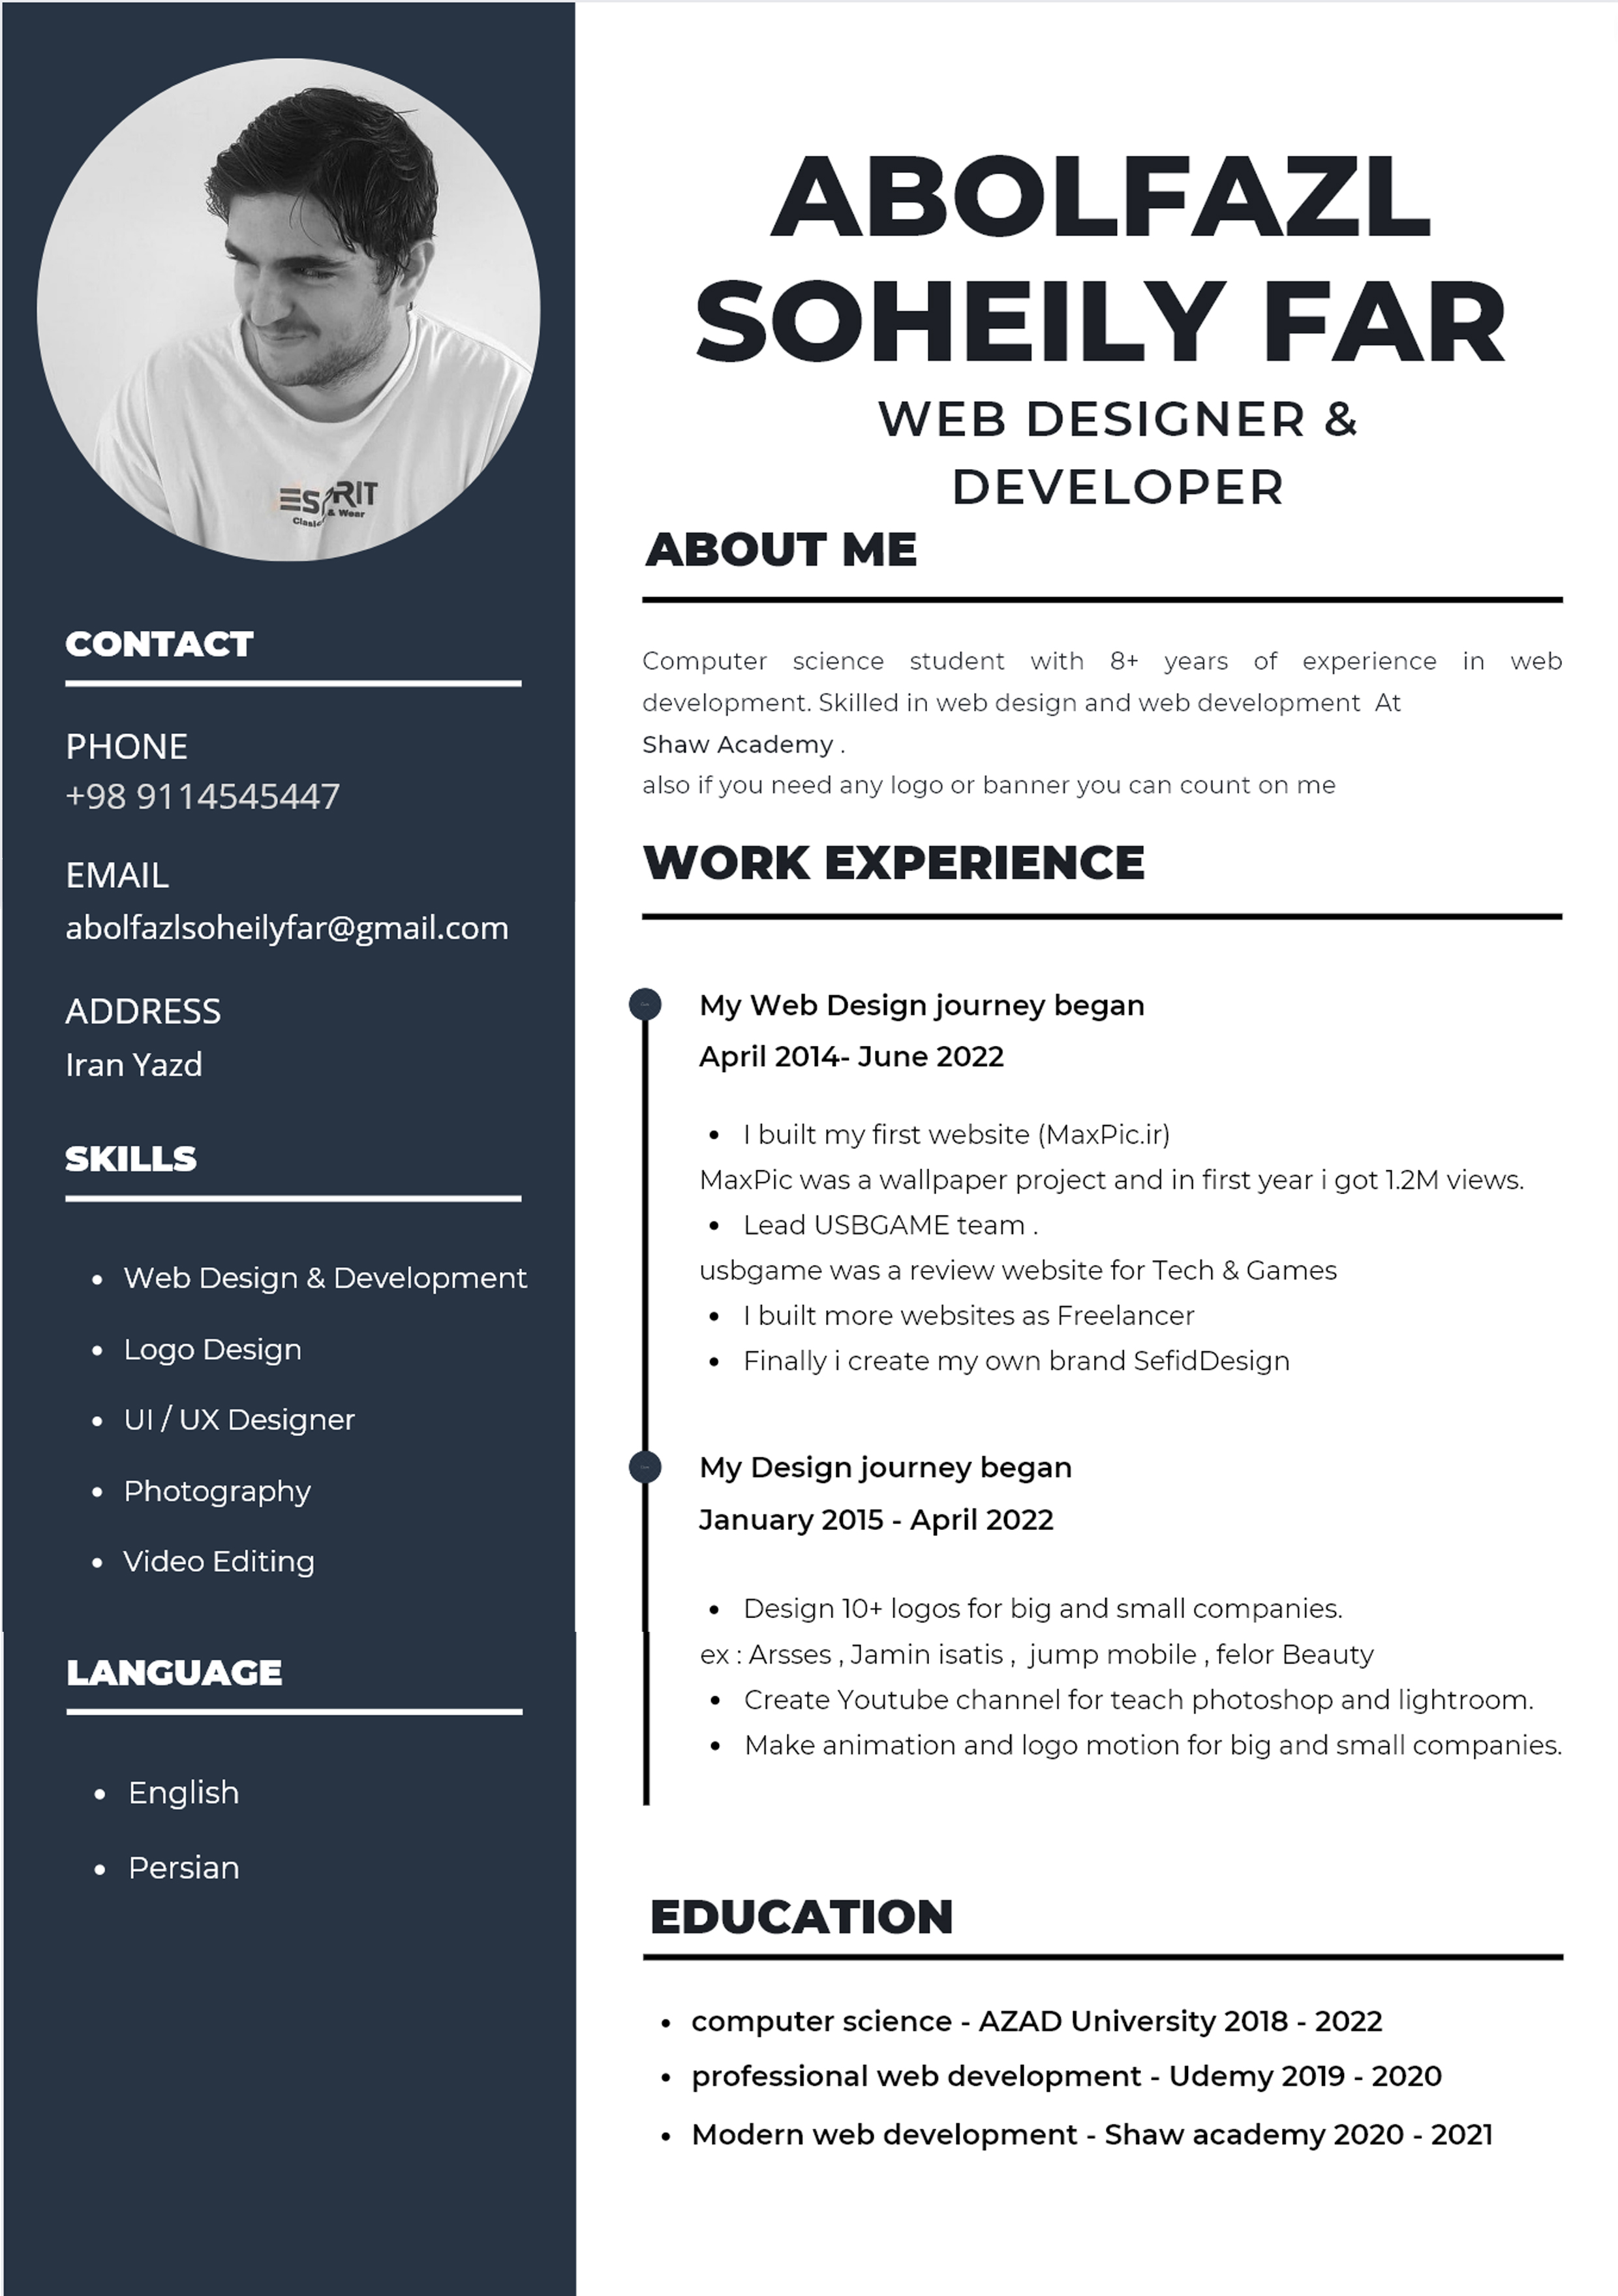 ESPRIT
& Wear
CONTACT
PHONE
+98 9114545447
EMAIL
abolfazlsoheilyfar@gmail.com
ADDRESS
Iran Yazd
SKILLS
• Web Design & Development
• Logo Design
• UI / UX Designer
• Photography
• Video Editing
LANGUAGE
• English
• Persian
ABOLFAZL
SOHEILY FAR
WEB DESIGNER &
DEVELOPER
ABOUT ME
Computer science student with 8+ years of experience in web
development. Skilled in web design and web development At
Shaw Academy .
also if you need any logo or banner you can count on me
WORK EXPERIENCE
My Web Design journey began
April 2014- June 2022
• I built my first website (MaxPic.ir)
MaxPic was a wallpaper project and in first year i got 1.2M views.
• Lead USBGAME team .
usbgame was a review website for Tech & Games
• I built more websites as Freelancer
• Finally i create my own brand SefidDesign
My Design journey began
January 2015 - April 2022
• Design 10+ logos for big and small companies.
ex : Arsses , Jamin isatis , jump mobile , felor Beauty
• Create Youtube channel for teach photoshop and lightroom.
• Make animation and logo motion for big and small companies.
EDUCATION
• computer science - AZAD University 2018 - 2022
• professional web development - Udemy 2019 - 2020
• Modern web development - Shaw academy 2020 - 2021